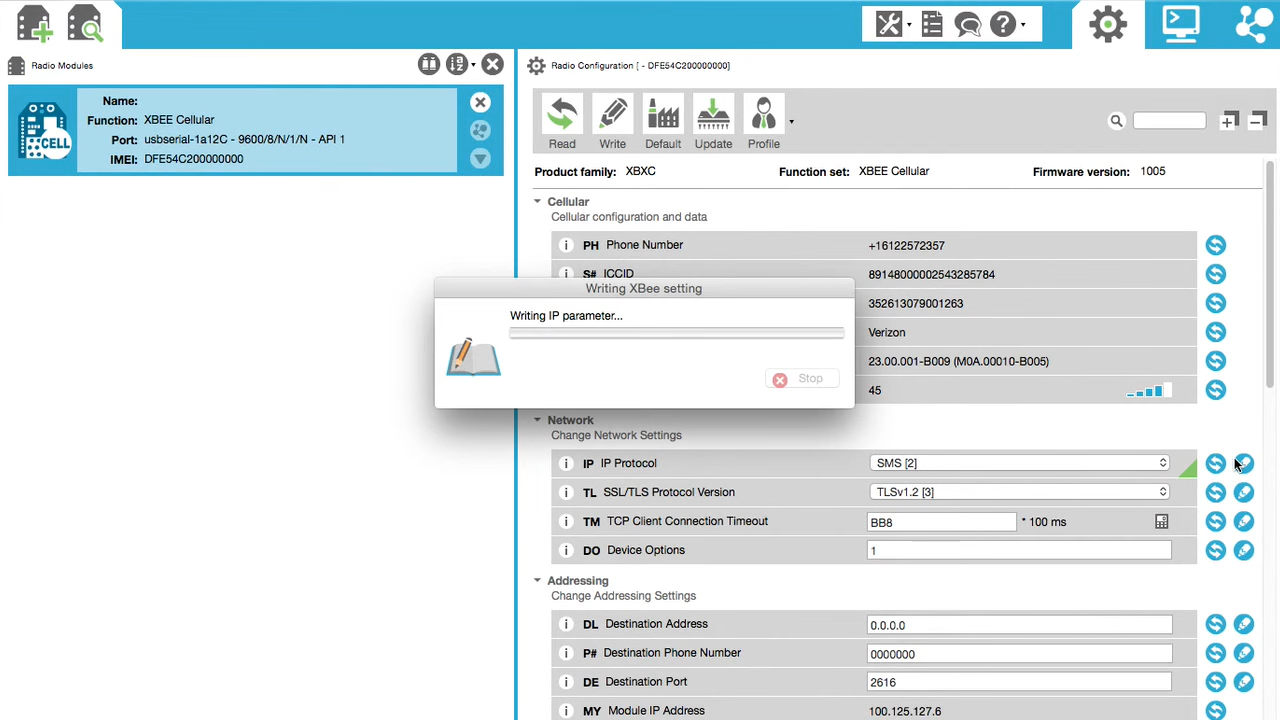 Radio Modules
Name:
Function: XBEE Cellular
Port: usbserial-1a12C - 9600/8/N/1/N - API 1
IMEI: DFE54C200000000
CELL
Radio Configuration [ - DFE54C200000000]
Read Write Default Update Profile
Product family: XBXC Function set: XBEE Cellular Firmware version: 1005
Cellular
Cellular configuration and data
i PH Phone Number +16122572357
i S# ICCID 89148000002543285784
352613079001263
Verizon
23.00.001-B009 (M0A.00010-B005)
45
Writing XBee setting
Writing IP parameter...
Stop
Network
Change Network Settings
i IP IP Protocol SMS [2]
i TL SSL/TLS Protocol Version TLSv1.2 [3]
i TM TCP Client Connection Timeout BB8 * 100 ms
i DO Device Options 1
Addressing
Change Addressing Settings
i DL Destination Address 0.0.0.0
i P# Destination Phone Number 0000000
i DE Destination Port 2616
i MY Module IP Address 100.125.127.6